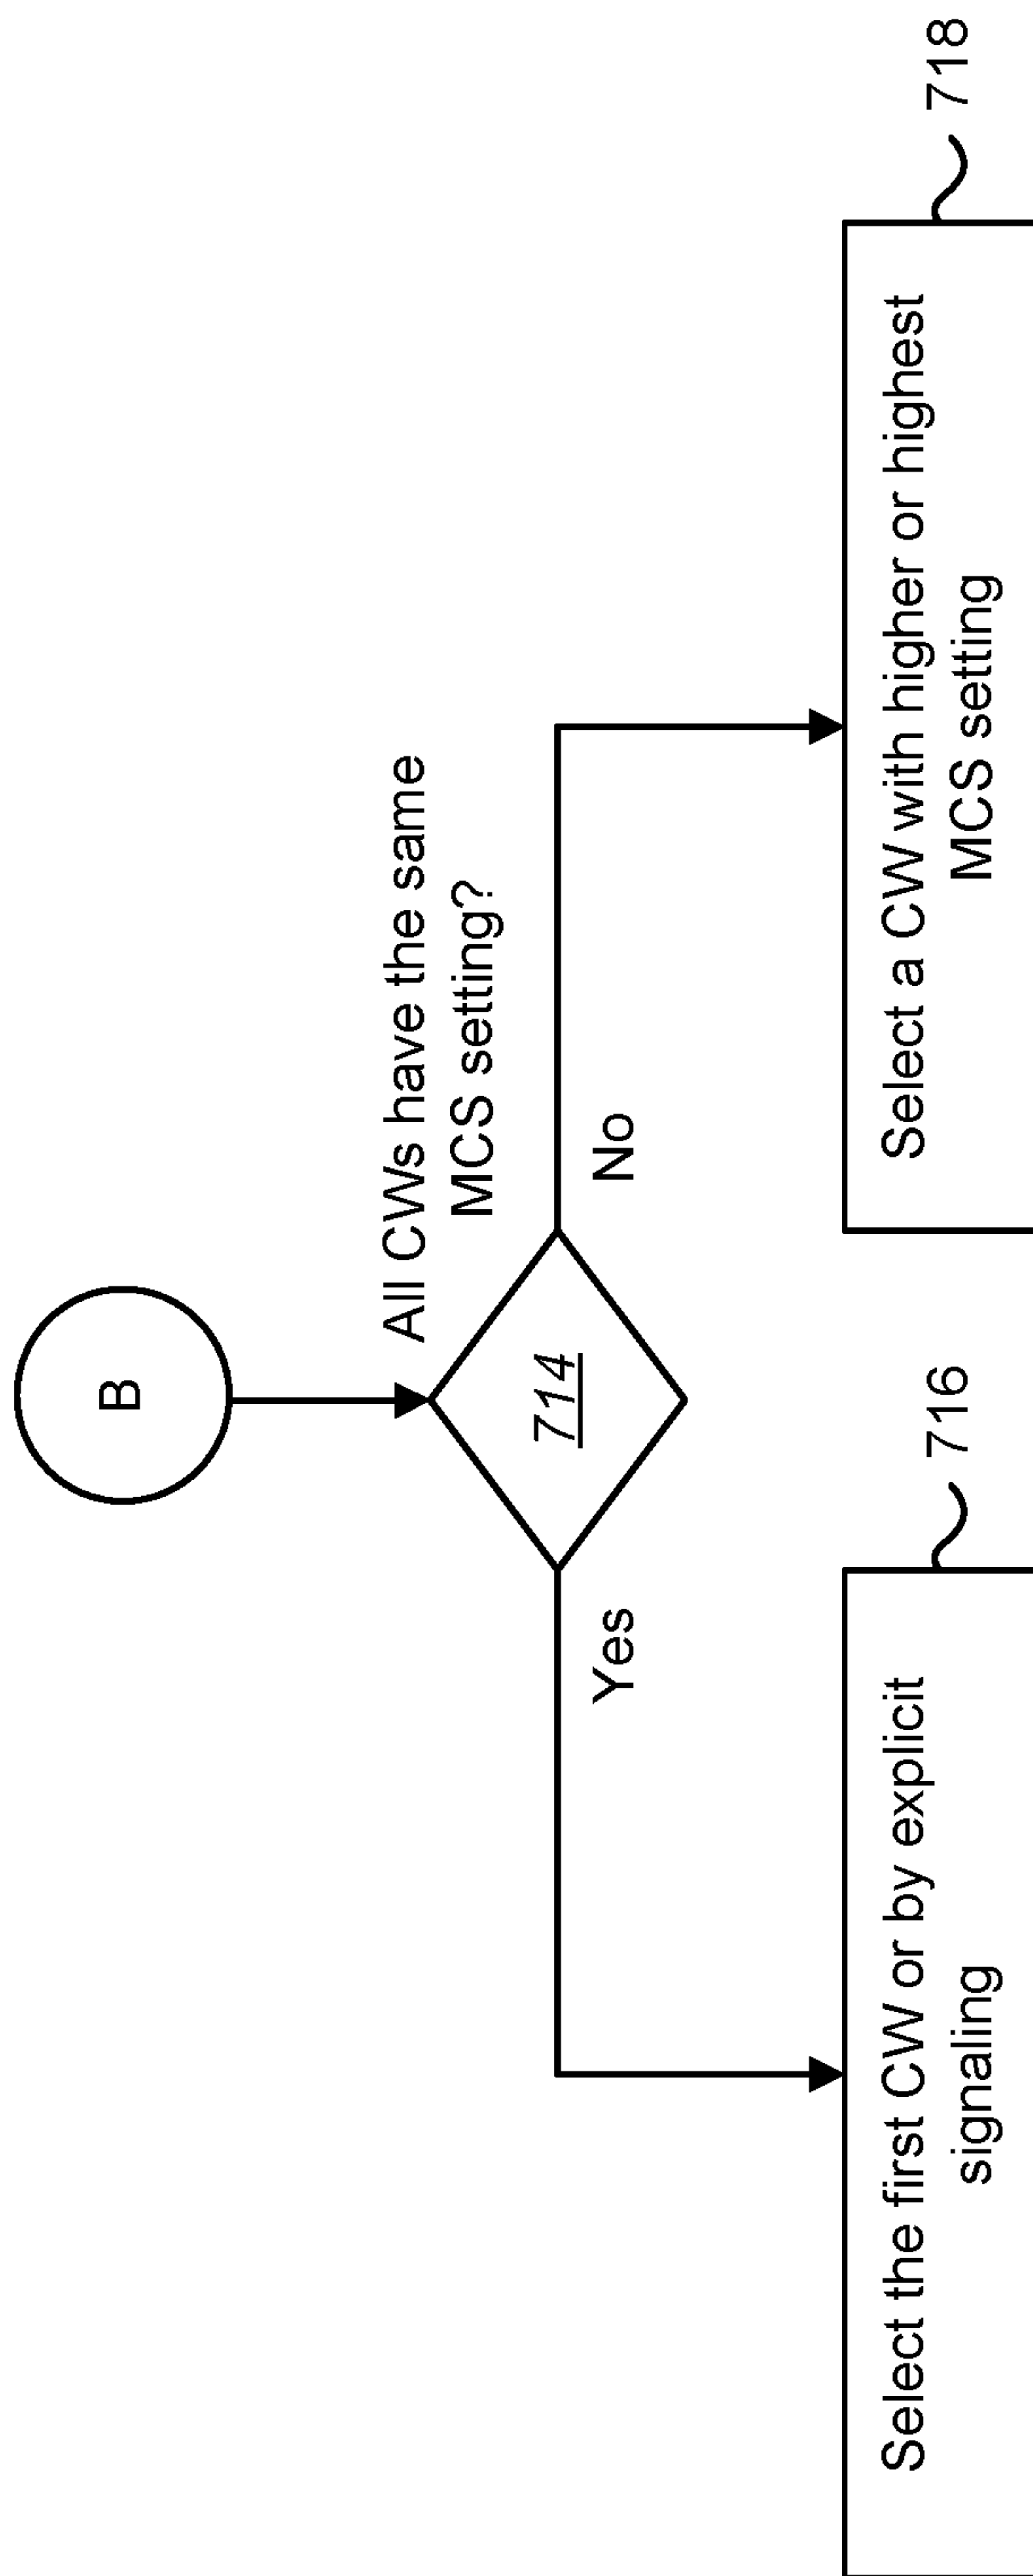 B
All CWs have the same
MCS setting?
714
Yes
No
Select the first CW or by explicit
signaling
716
Select a CW with higher or highest
MCS setting
718